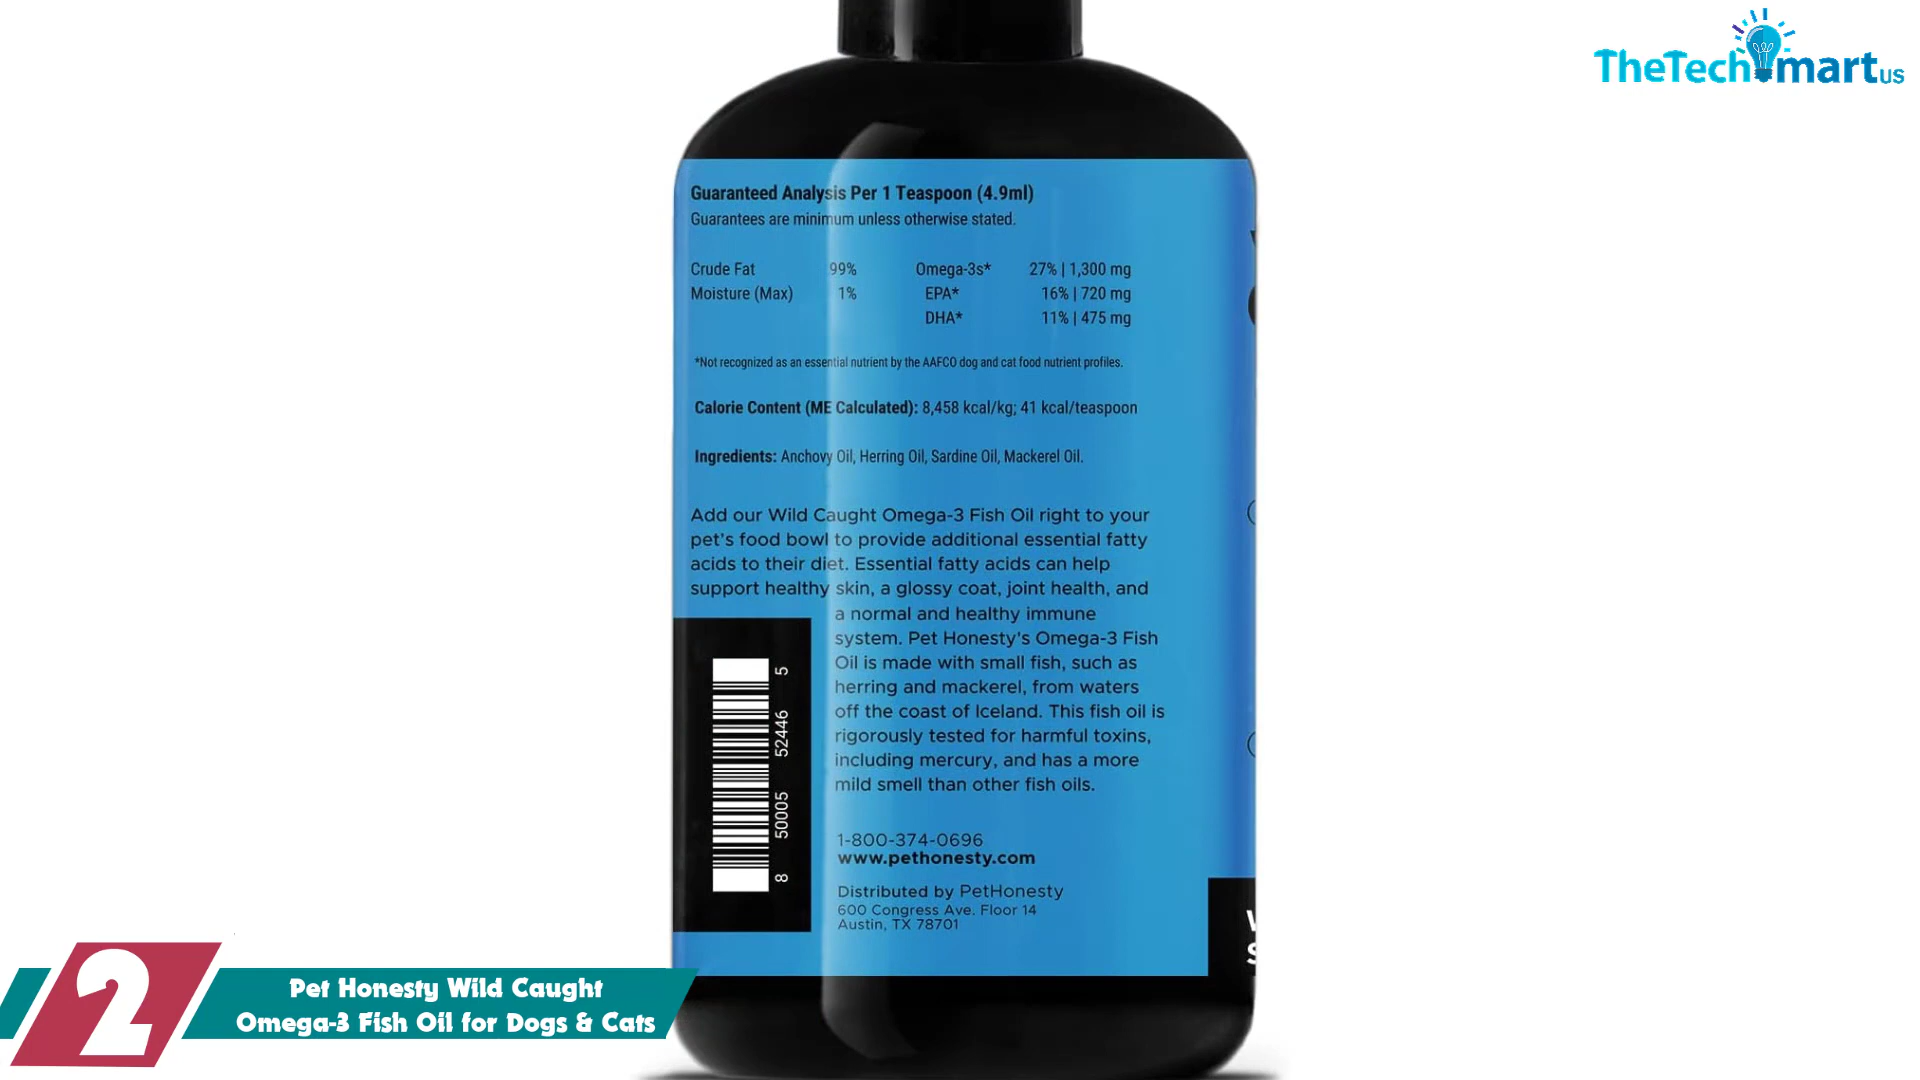 TheTech mart US
Guaranteed Analysis Per 1 Teaspoon (4.9ml)
Guarantees are minimum unless otherwise stated.
Crude Fat 99% Omega-3s* 27% | 1,300 mg
Moisture (Max) 1% EPA* 16% | 720 mg
DHA* 11% | 475 mg
*Not recognized as an essential nutrient by the AAFCO dog and cat food nutrient profiles.
Calorie Content (ME Calculated): 8,458 kcal/kg; 41 kcal/teaspoon
Ingredients: Anchovy Oil, Herring Oil, Sardine Oil, Mackerel Oil.
Add our Wild Caught Omega-3 Fish Oil right to your
pet's food bowl to provide additional essential fatty
acids to their diet. Essential fatty acids can help
support healthy skin, a glossy coat, joint health, and
a normal and healthy immune
system. Pet Honesty's Omega-3 Fish
Oil is made with small fish, such as
herring and mackerel, from waters
off the coast of Iceland. This fish oil is
rigorously tested for harmful toxins,
including mercury, and has a more
mild smell than other fish oils.
8 50005 52446 5
1-800-374-0696
www.pethonesty.com
Distributed by PetHonesty
600 Congress Ave. Floor 14
Austin, TX 78701
2
Pet Honesty Wild Caught
Omega-3 Fish Oil for Dogs & Cats